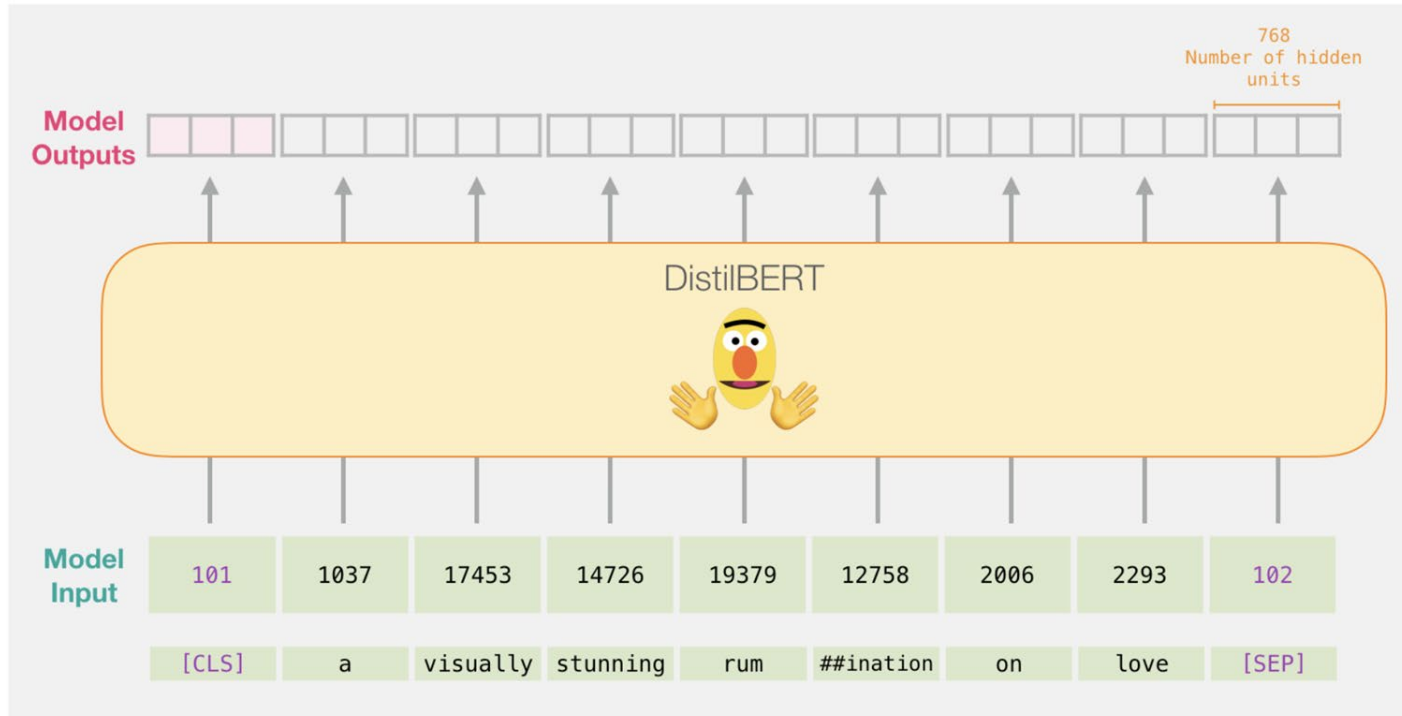 768
Number of hidden
units
Model
Outputs
DistilBERT
Model
Input
101 1037 17453 14726 19379 12758 2006 2293 102
[CLS] a visually stunning rum ##ination on love [SEP]